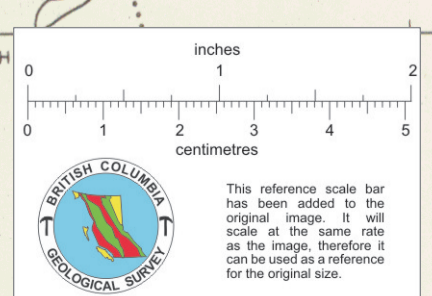 inches
0 1 2
0 1 2 3 4 5
centimetres
BRITISH COLUMBIA
GEOLOGICAL SURVEY
This reference scale bar
has been added to the
original image. It will
scale at the same rate
as the image, therefore it
can be used as a reference
for the original size.